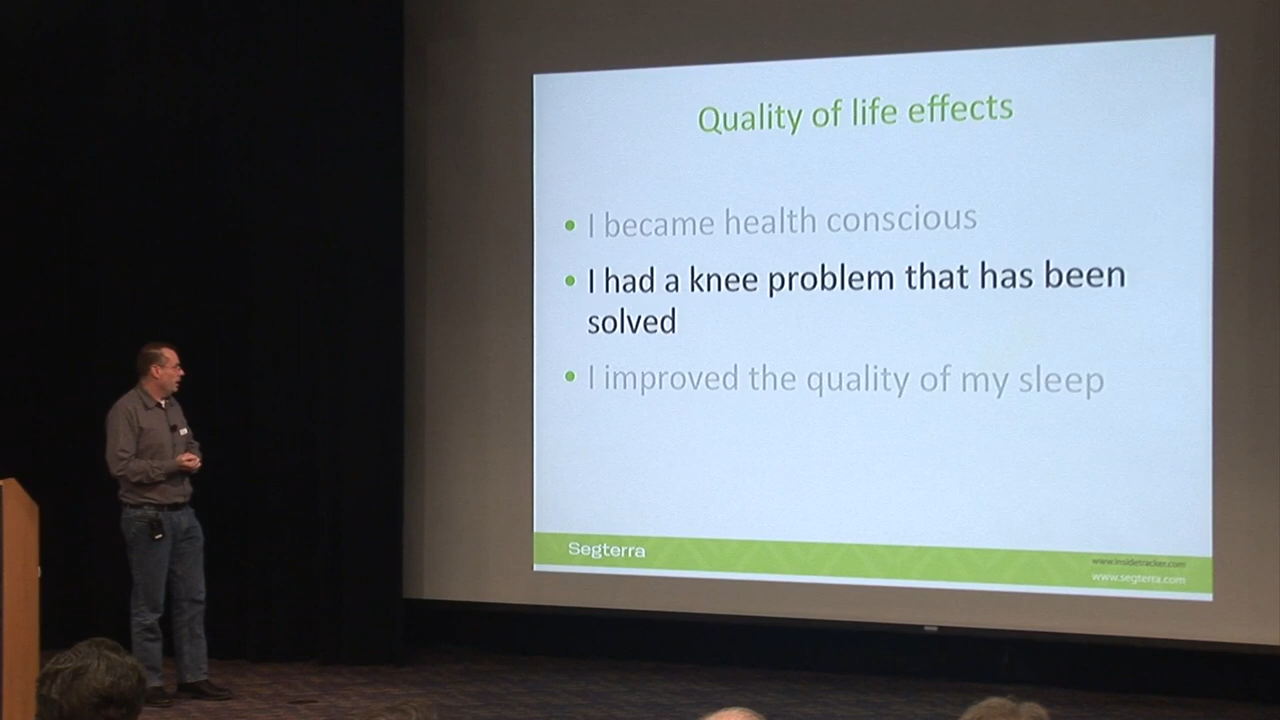 Quality of life effects
• I became health conscious
• I had a knee problem that has been
solved
• I improved the quality of my sleep
Segterra
www.insidetracker.com
www.segterra.com